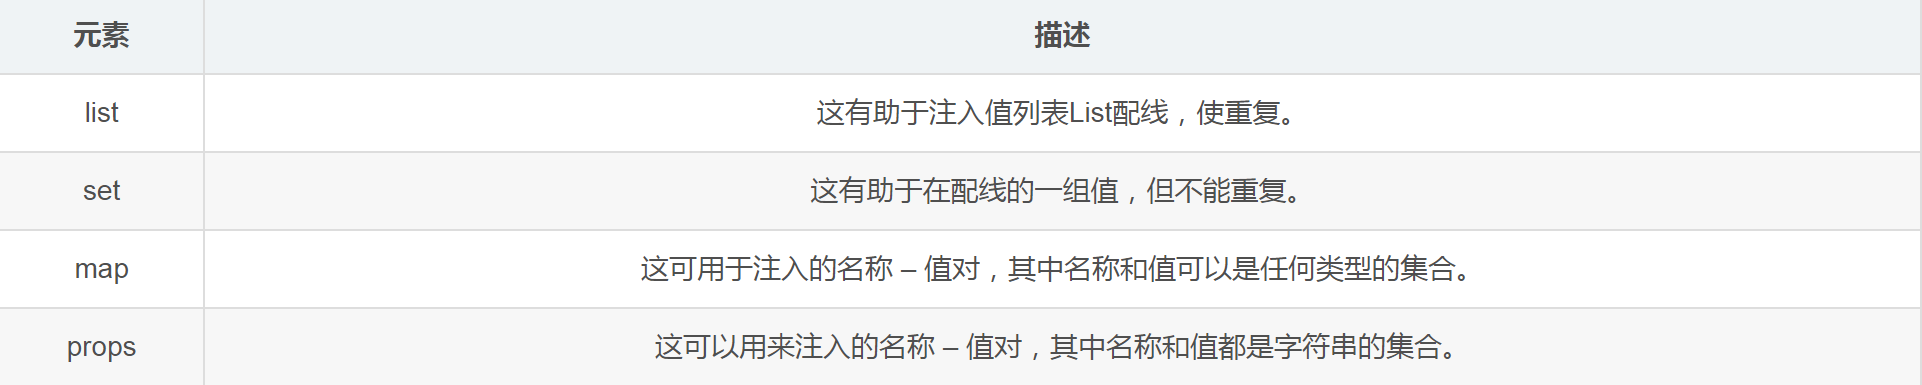 元素 描述
list 这有助于注入值列表List配线，使重复。
set 这有助于在配线的一组值，但不能重复。
map 这可用于注入的名称 – 值对，其中名称和值可以是任何类型的集合。
props 这可以用来注入的名称 – 值对，其中名称和值都是字符串的集合。